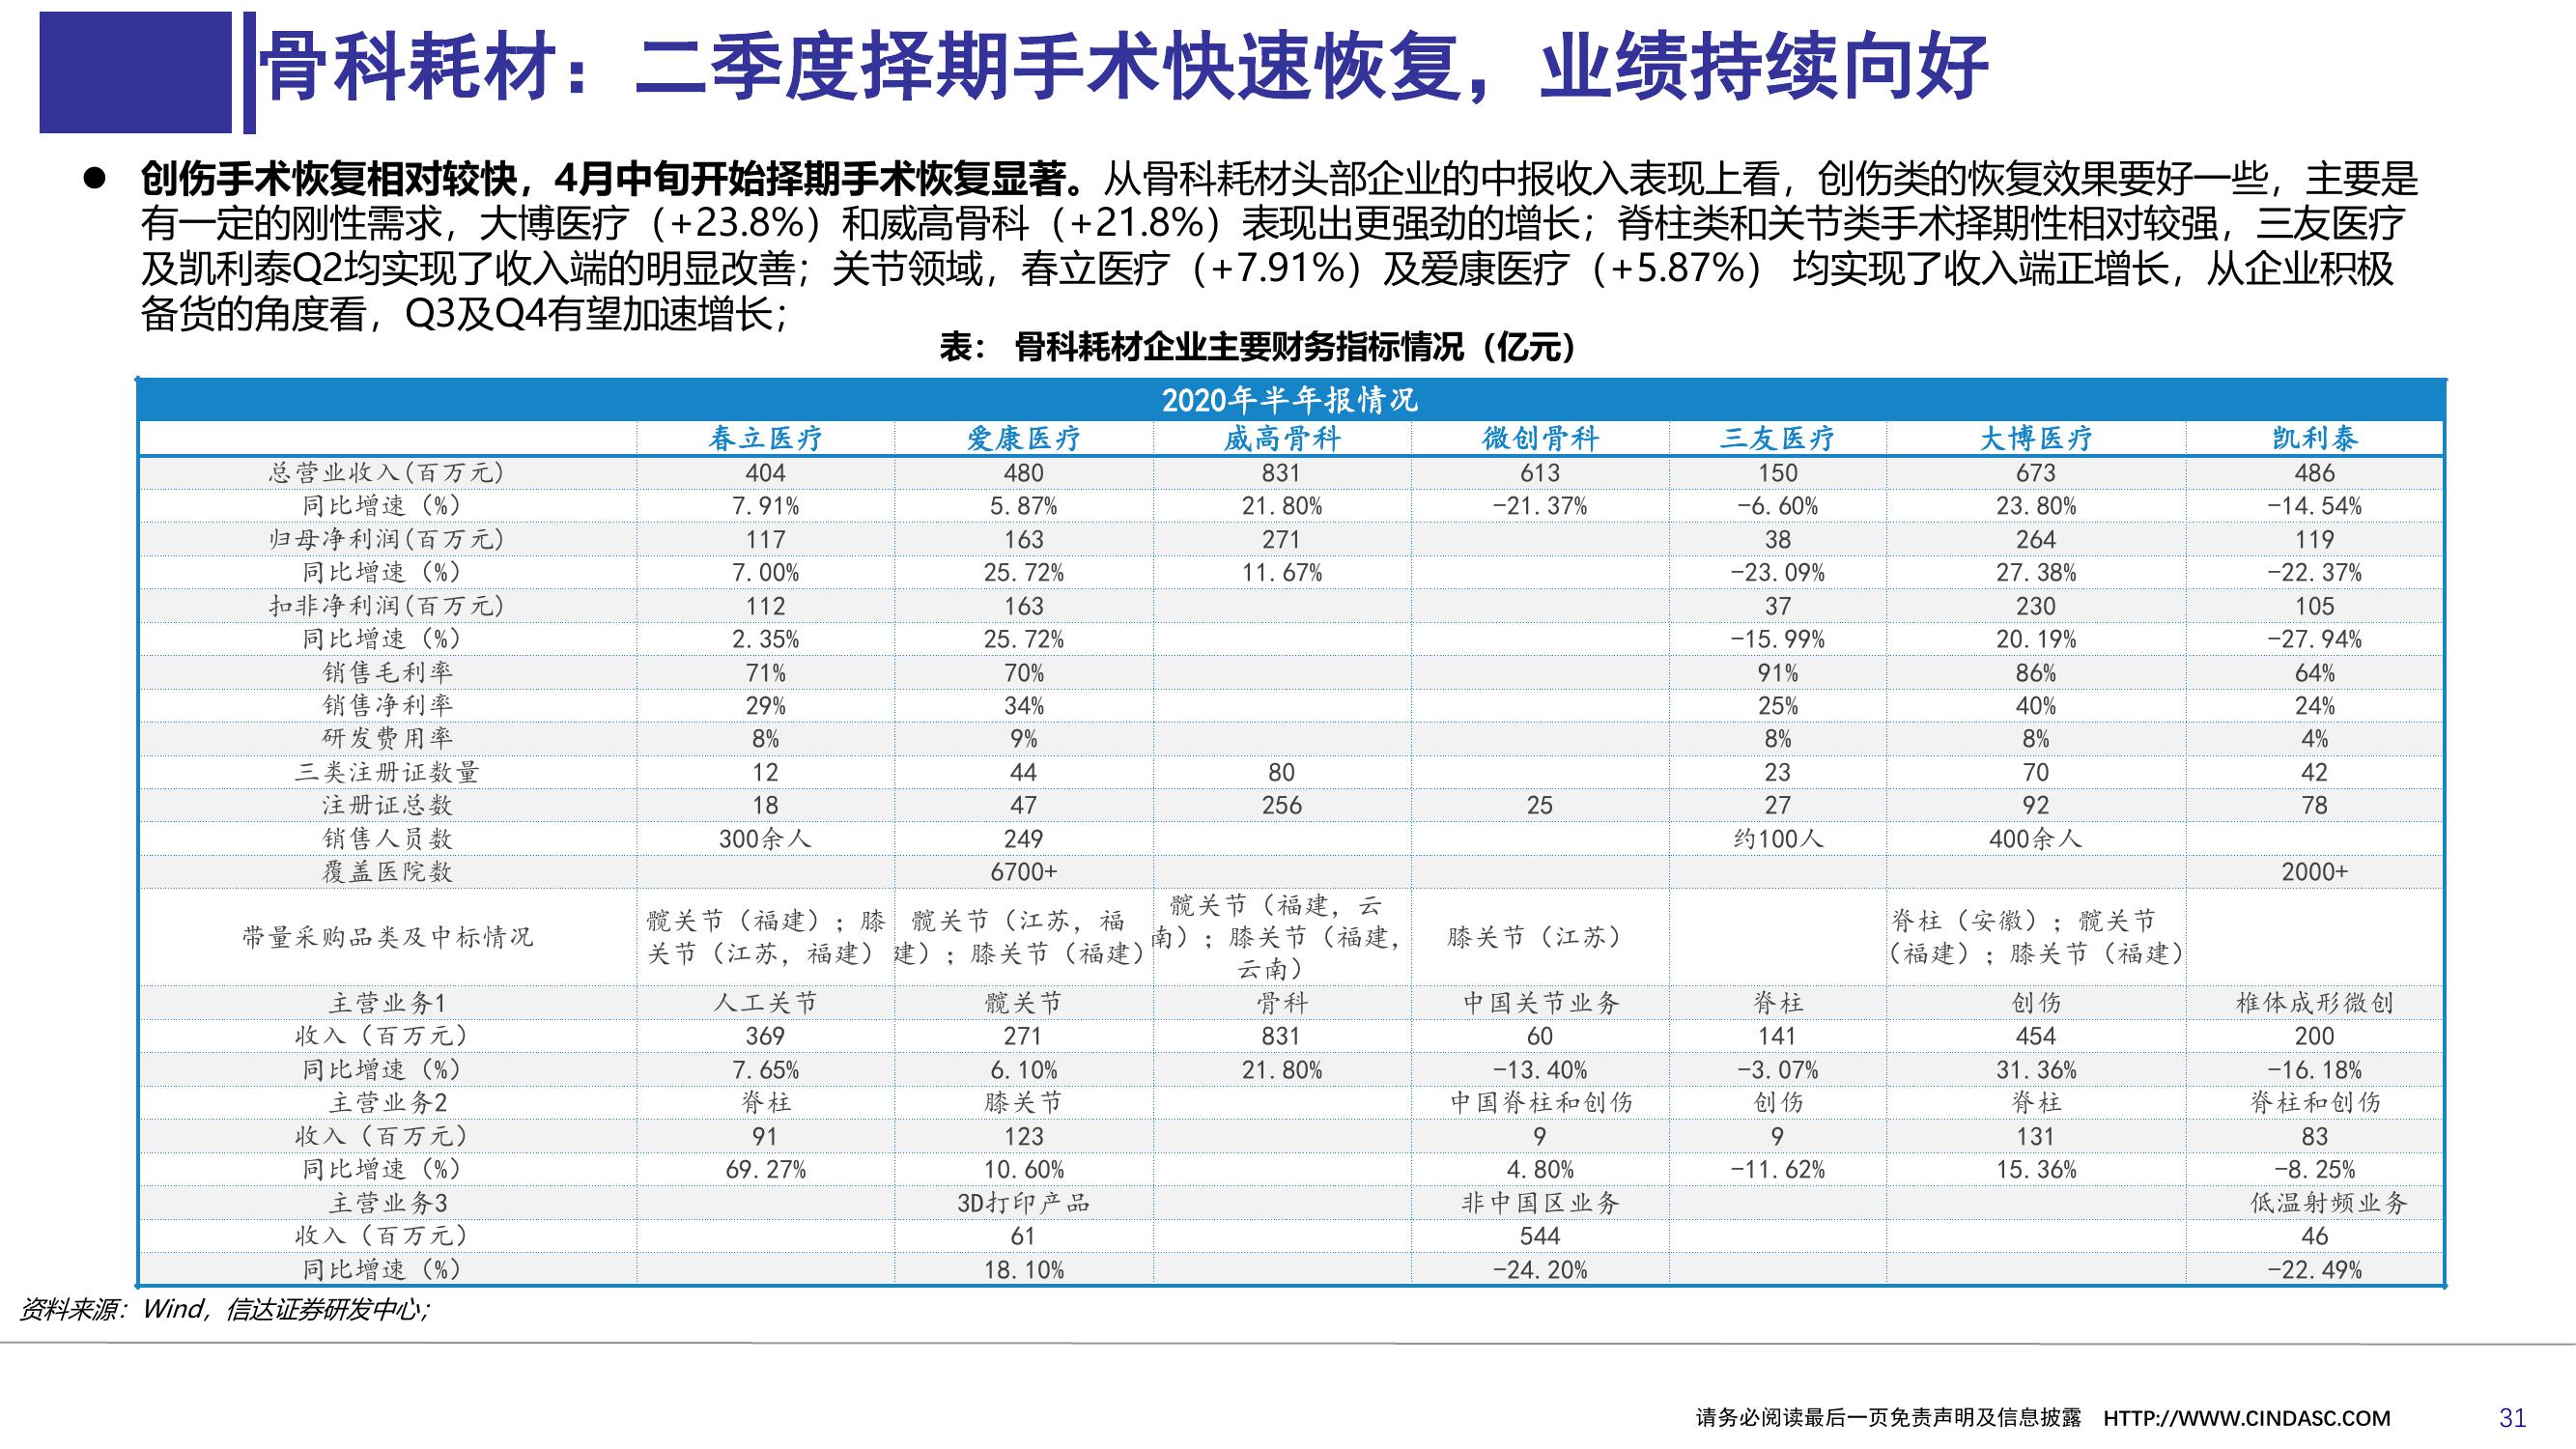 骨科耗材：二季度择期手术快速恢复，业绩持续向好
● 创伤手术恢复相对较快，4月中旬开始择期手术恢复显著。从骨科耗材头部企业的中报收入表现上看，创伤类的恢复效果要好一些，主要是
有一定的刚性需求，大博医疗（+23.8%）和威高骨科（+21.8%）表现出更强劲的增长；脊柱类和关节类手术择期性相对较强，三友医疗
及凯利泰Q2均实现了收入端的明显改善；关节领域，春立医疗（+7.91%）及爱康医疗（+5.87%） 均实现了收入端正增长，从企业积极
备货的角度看，Q3及Q4有望加速增长；
表： 骨科耗材企业主要财务指标情况（亿元）
2020年半年报情况
春立医疗 爱康医疗 威高骨科 微创骨科 三友医疗 大博医疗 凯利泰
总营业收入(百万元) 404 480 831 613 150 673 486
同比增速（%） 7.91% 5.87% 21.80% -21.37% -6.60% 23.80% -14.54%
归母净利润(百万元) 117 163 271 38 264 119
同比增速（%） 7.00% 25.72% 11.67% -23.09% 27.38% -22.37%
扣非净利润(百万元) 112 163 37 230 105
同比增速（%） 2.35% 25.72% -15.99% 20.19% -27.94%
销售毛利率 71% 70% 91% 86% 64%
销售净利率 29% 34% 25% 40% 24%
研发费用率 8% 9% 8% 8% 4%
三类注册证数量 12 44 80 23 70 42
注册证总数 18 47 256 25 27 92 78
销售人员数 300余人 249 约100人 400余人
覆盖医院数 6700+ 2000+
带量采购品类及中标情况
髋关节（福建）；膝
关节（江苏，福建）
髋关节（江苏，福
建）；膝关节（福建）
髋关节（福建，云
南）；膝关节（福建，
云南）
膝关节（江苏）
脊柱（安徽）；髋关节
（福建）；膝关节（福建）
主营业务1 人工关节 髋关节 骨科 中国关节业务 脊柱 创伤 椎体成形微创
收入（百万元） 369 271 831 60 141 454 200
同比增速（%） 7.65% 6.10% 21.80% -13.40% -3.07% 31.36% -16.18%
主营业务2 脊柱 膝关节 中国脊柱和创伤 创伤 脊柱 脊柱和创伤
收入（百万元） 91 123 9 9 131 83
同比增速（%） 69.27% 10.60% 4.80% -11.62% 15.36% -8.25%
主营业务3 3D打印产品 非中国区业务 低温射频业务
收入（百万元） 61 544 46
同比增速（%） 18.10% -24.20% -22.49%
资料来源：Wind，信达证券研发中心；
请务必阅读最后一页免责声明及信息披露 HTTP://WWW.CINDASC.COM 31